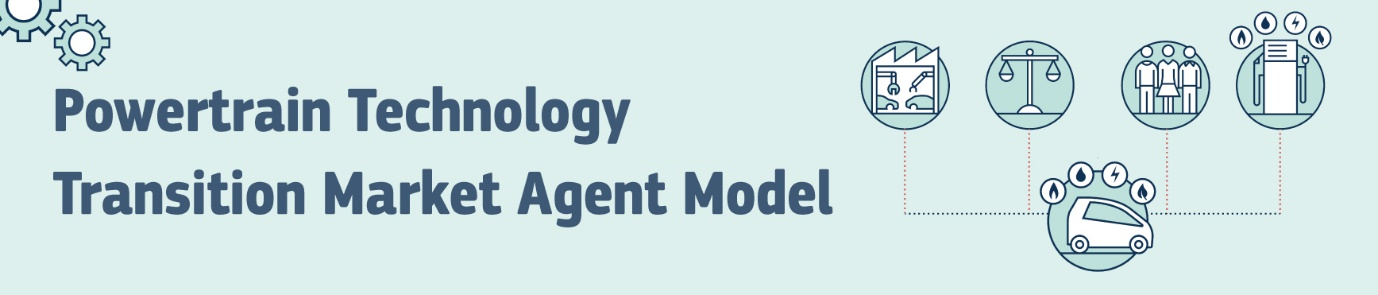 Powertrain Technology
Transition Market Agent Model